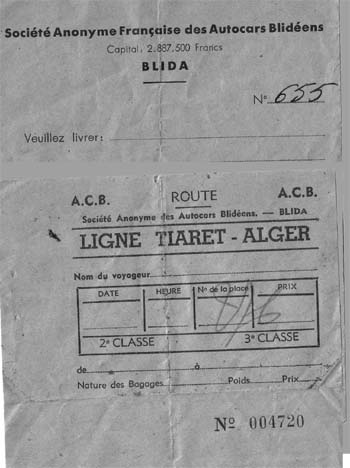 Société Anonyme Française des Autocars Blidéens
Capital, 2.887.500 Francs
BLIDA
N° 655
Veuillez livrer:
A.C.B. ROUTE A.C.B.
Société Anonyme des Autocars Blidéens. — BLIDA
LIGNE TIARET - ALGER
Nom du voyageur
DATE HEURE N° de la place PRIX
2e CLASSE 3e CLASSE
de à
Nature des Bagages Poids Prix
N° 004720